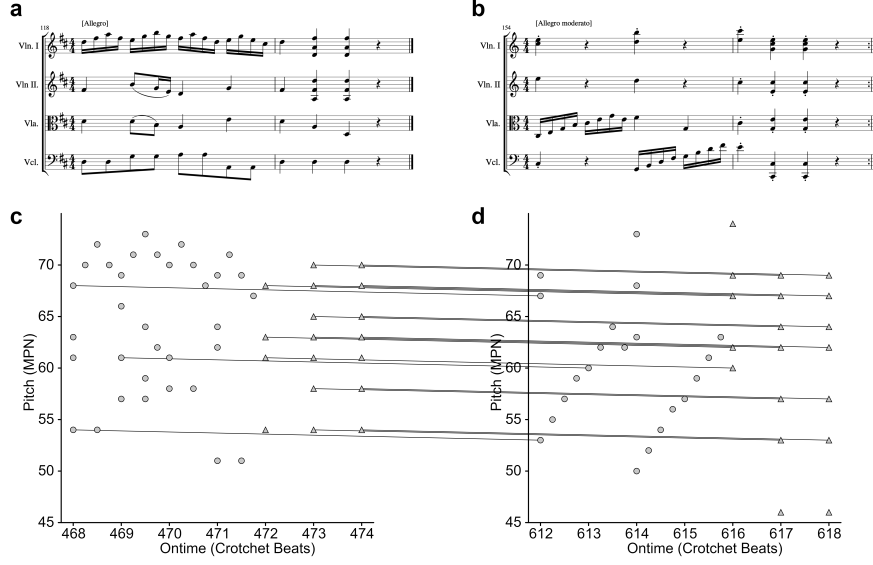 a
118
[Allegro]
Vln. I
Vln II.
Vla.
Vcl.
b
154
[Allegro moderato]
Vln. I
Vln. II
Vla.
Vcl.
c
Pitch (MPN)
70
65
60
55
50
45
468 469 470 471 472 473 474
Ontime (Crotchet Beats)
d
Pitch (MPN)
70
65
60
55
50
45
612 613 614 615 616 617 618
Ontime (Crotchet Beats)